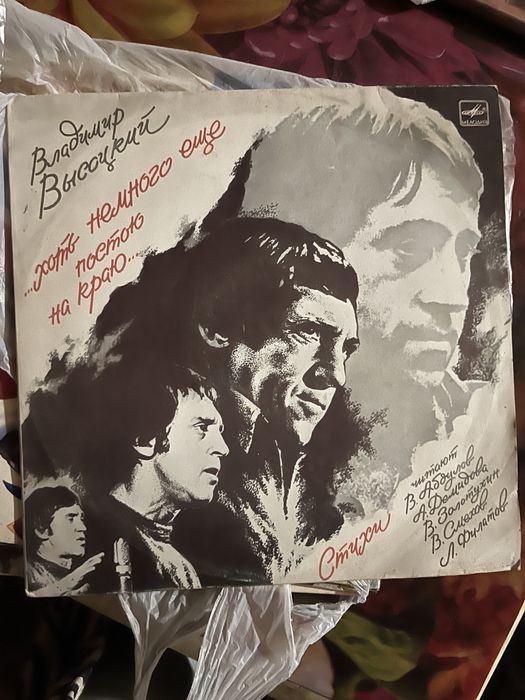 Владимир
Высоцкий
...хоть немного еще
постою
на краю...
МЕЛОДИЯ
Стихи
читают
В. Абдулов
А. Демидова
В. Золотухин
В. Смехов
Л. Филатов